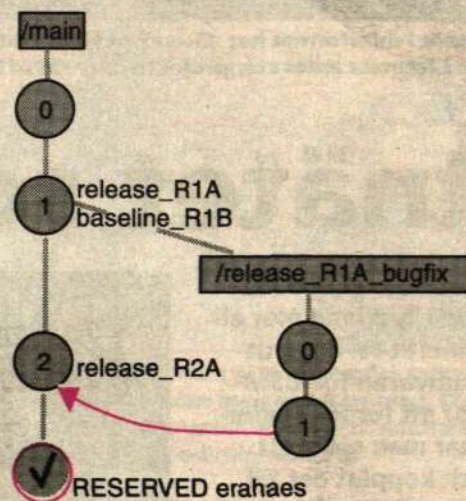 /main
0
1
release_R1A
baseline_R1B
/release_R1A_bugfix
0
2
release_R2A
1
RESERVED erahaes